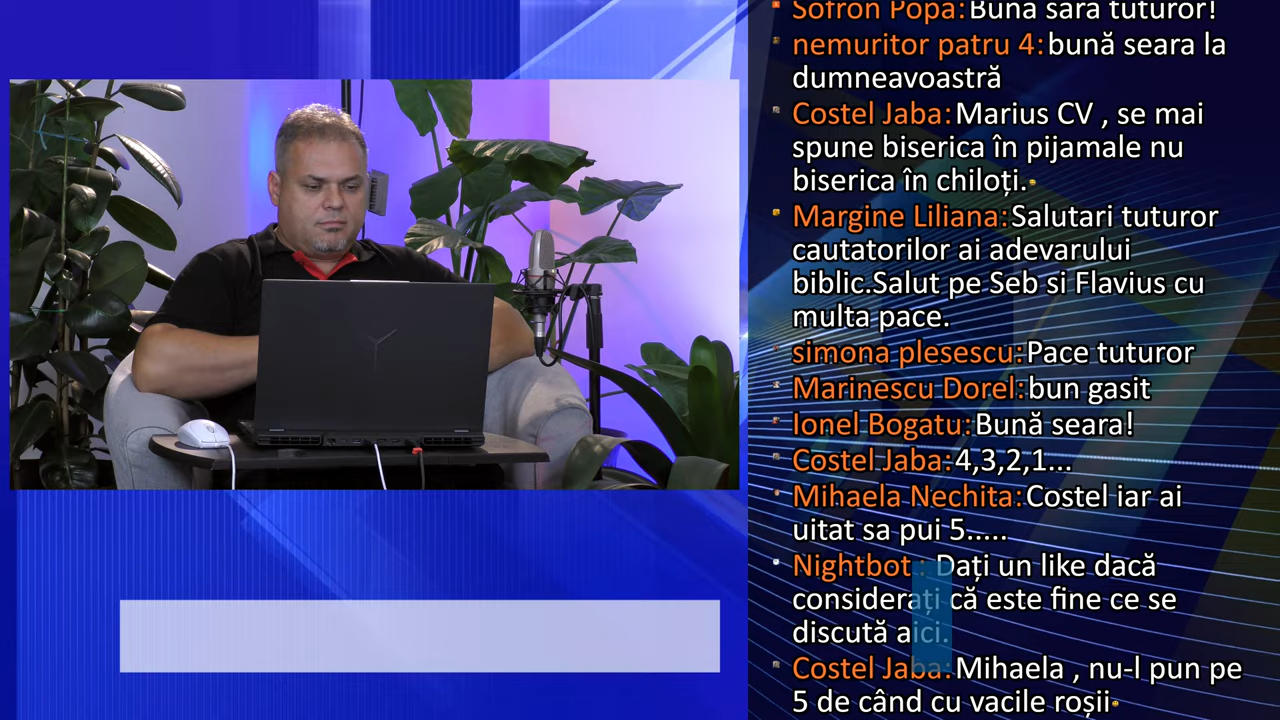 Sofron Popa: Bună sara tuturor!
nemuritor patru 4: bună seara la
dumneavoastră
Costel Jaba: Marius CV , se mai
spune biserica în pijamale nu
biserica în chiloți.
Margine Liliana: Salutari tuturor
cautatorilor ai adevarului
biblic.Salut pe Seb si Flavius cu
multa pace.
simona plesescu: Pace tuturor
Marinescu Dorel: bun gasit
Ionel Bogatu: Bună seara!
Costel Jaba: 4,3,2,1...
Mihaela Nechita: Costel iar ai
uitat sa pui 5.....
Nightbot : Dați un like dacă
considerați că este fine ce se
discută aici.
Costel Jaba: Mihaela , nu-l pun pe
5 de când cu vacile roșii